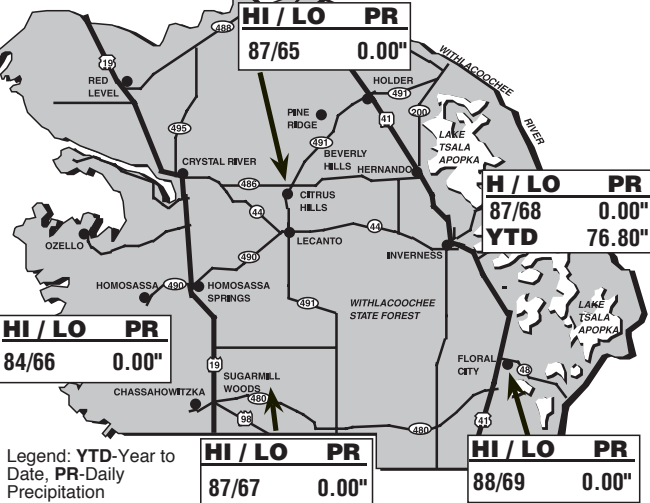 HI / LO PR
87/65 0.00"
488
19
RED
LEVEL
WITHLACOOCHEE
RIVER
HOLDER
491
200
PINE
RIDGE
41
495
491
LAKE
TSALA
APOPKA
BEVERLY
HILLS
CRYSTAL RIVER
HERNANDO
486
CITRUS
HILLS
H / LO PR
87/68 0.00"
YTD 76.80"
44
44
OZELLO
LECANTO
INVERNESS
490
HOMOSASSA
490
HOMOSASSA
SPRINGS
491
WITHLACOOCHEE
STATE FOREST
LAKE
TSALA
APOPKA
HI / LO PR
84/66 0.00"
19
FLORAL
CITY
48
SUGARMILL
WOODS
CHASSAHOWITZKA
480
98
480
41
Legend: YTD-Year to
Date, PR-Daily
Precipitation
HI / LO PR
87/67 0.00"
HI / LO PR
88/69 0.00"